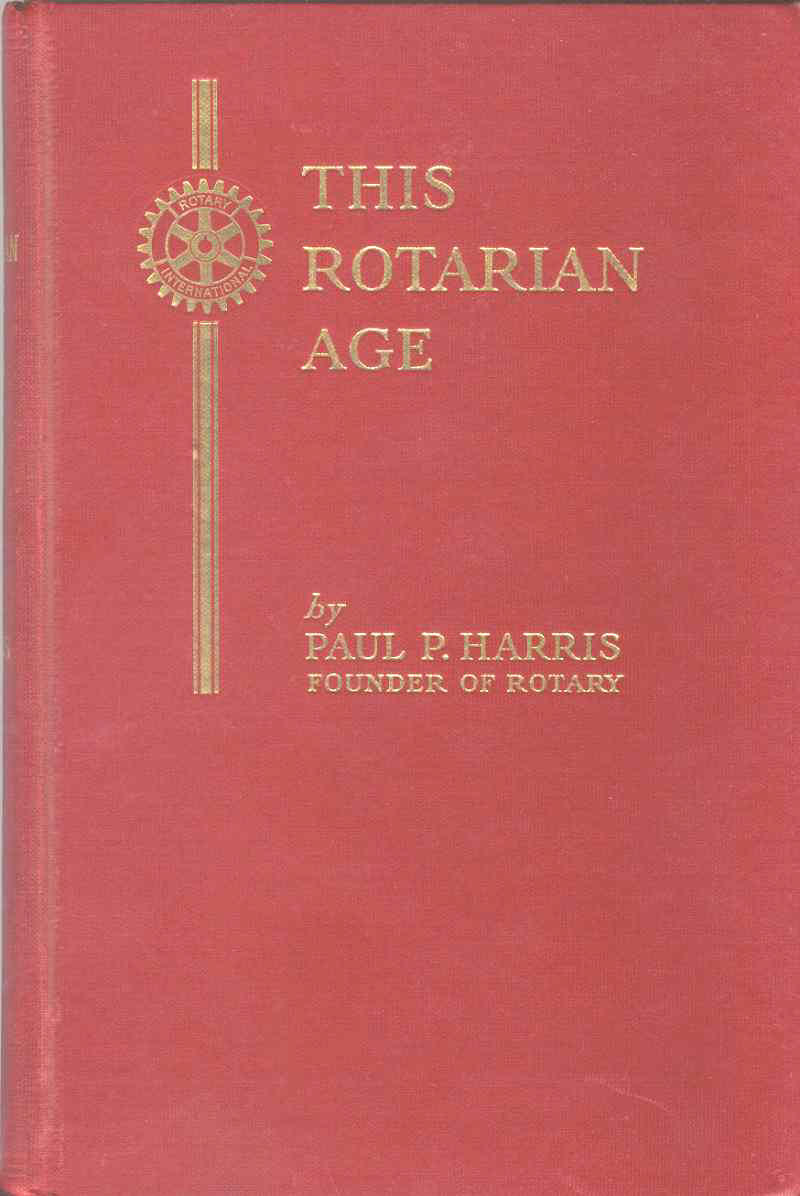 ROTARY
INTERNATIONAL
THIS
ROTARIAN
AGE
by
PAUL P. HARRIS
FOUNDER OF ROTARY